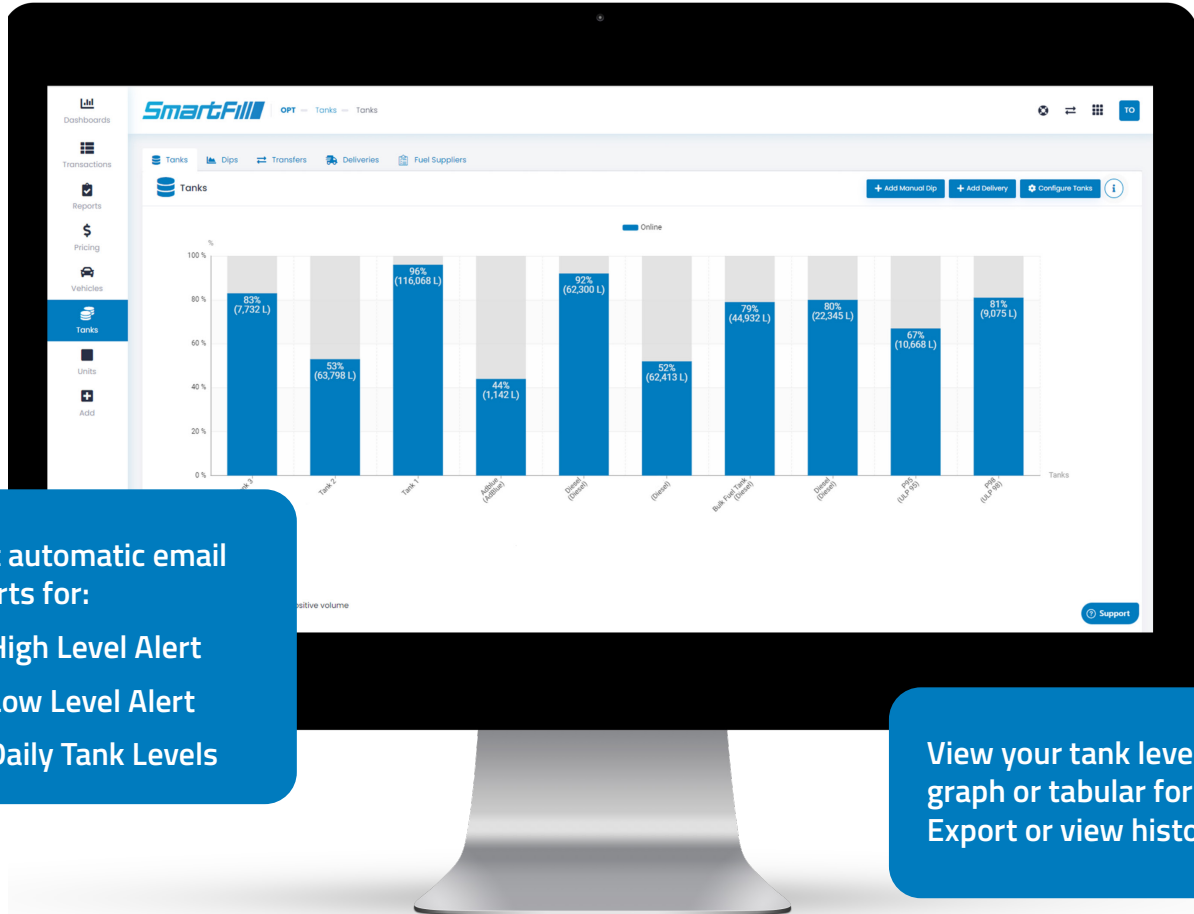 Dashboards
Transactions
Reports
Pricing
Vehicles
Tanks
Units
Add
SmartFill
OPT — Tanks — Tanks
TO
Tanks Dips Transfers Deliveries Fuel Suppliers
Tanks
+ Add Manual Dip + Add Delivery Configure Tanks i
Online
%
100 %
80 %
60 %
40 %
20 %
0 %
83%
(7,732 L)
53%
(63,798 L)
96%
(116,068 L)
44%
(1,142 L)
92%
(62,300 L)
52%
(62,413 L)
79%
(44,932 L)
80%
(22,345 L)
67%
(10,668 L)
81%
(9,075 L)
3
Tank 2
Tank 1
Adblue
(AdBlue)
Diesel
(Diesel)
(Diesel)
Bulk Fuel Tank
(Diesel)
Diesel
(Diesel)
P95
(ULP 95)
P98
(ULP 98)
Tanks
volume
? Support
automatic email
for:
High Level Alert
Low Level Alert
Daily Tank Levels
View your tank
graph or tabular
Export or view